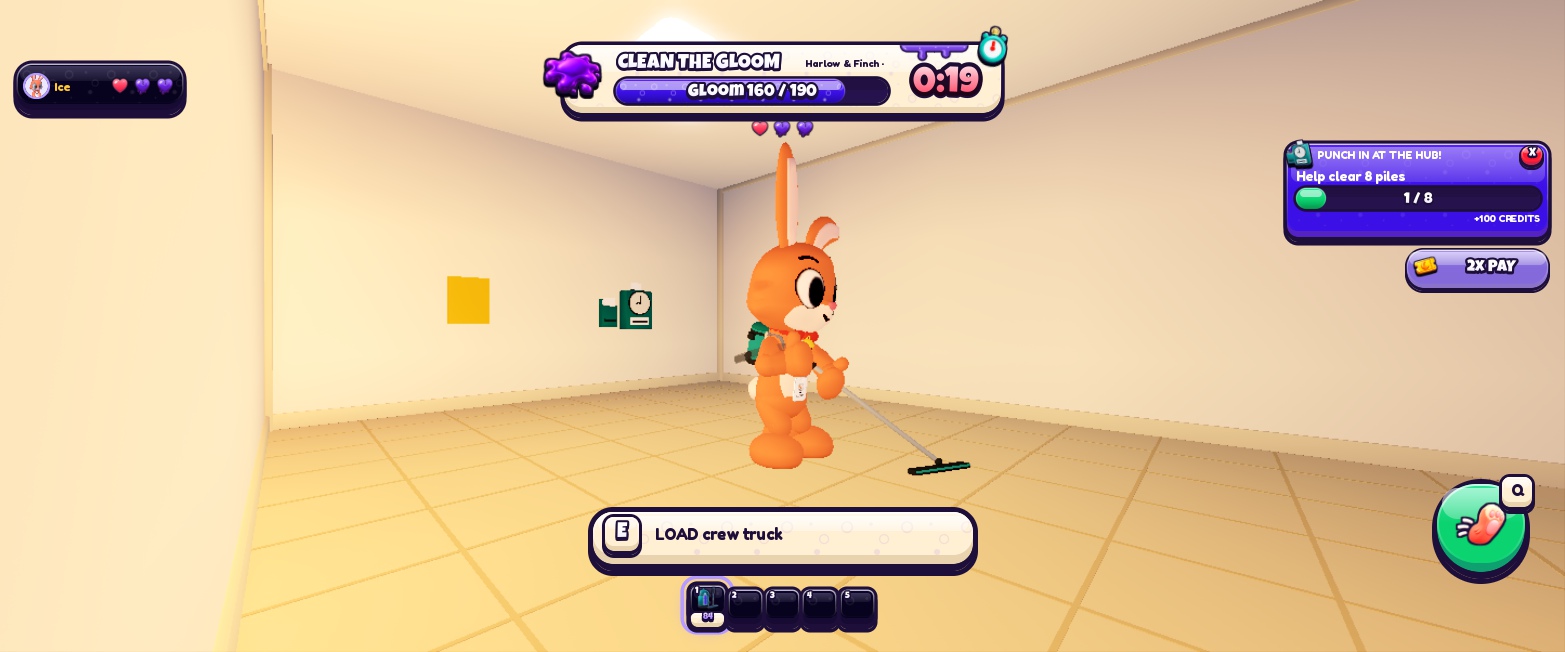 Ice
CLEAN THE GLOOM
Harlow & Finch ·
0:19
Gloom 160 / 190
PUNCH IN AT THE HUB!
X
Help clear 8 piles
1 / 8
+100 CREDITS
2X PAY
Q
E
LOAD crew truck
1
84
2
3
4
5